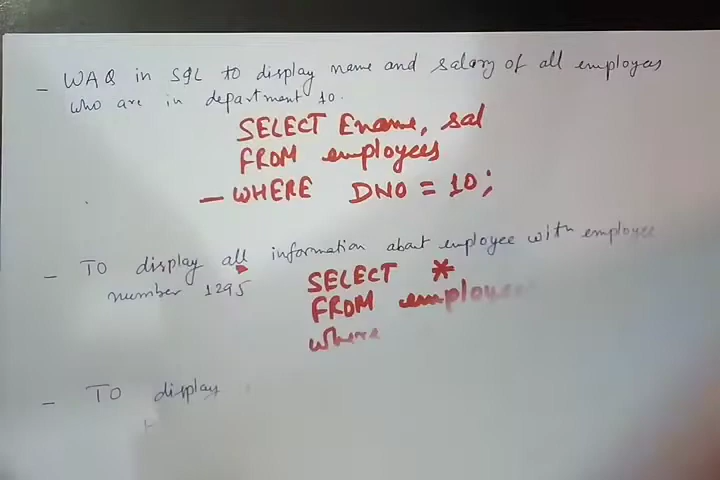 - WAQ in SQL to display name and salary of all employees
who are in department 10.
SELECT Ename, sal
FROM employees
- WHERE DNO = 10;
- TO display all information about employee with employee
number 1295
SELECT *
FROM employees
where
- TO display